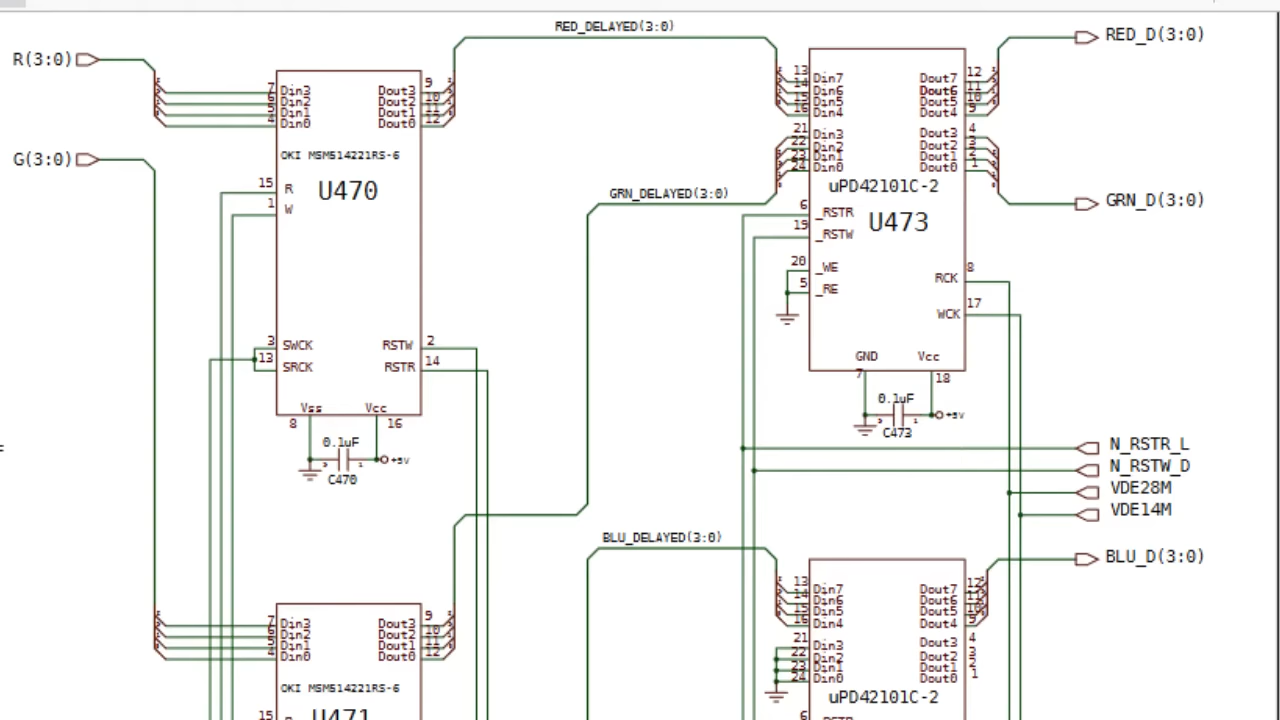 RED_DELAYED(3:0)
R(3:0)
7 Din3
6 Din2
5 Din1
4 Din0
Dout3 9
Dout2 10
Dout1 11
Dout0 12
OKI MSM514221RS-6
U470
15 R
1 W
3 SWCK
13 SRCK
RSTW 2
RSTR 14
Vss Vcc
8 16
0.1uF
+5V
C470
G(3:0)
GRN_DELAYED(3:0)
13 Din7
14 Din6
15 Din5
16 Din4
21 Din3
22 Din2
23 Din1
24 Din0
Dout7 12
Dout6 11
Dout5 10
Dout4 9
Dout3 4
Dout2 3
Dout1 2
Dout0 1
uPD42101C-2
U473
6 _RSTR
19 _RSTW
20 _WE
5 _RE
RCK 8
WCK 17
GND Vcc
7 18
0.1uF
+5V
C473
RED_D(3:0)
GRN_D(3:0)
N_RSTR_L
N_RSTW_D
VDE28M
VDE14M
BLU_D(3:0)
BLU_DELAYED(3:0)
7 Din3
6 Din2
5 Din1
4 Din0
Dout3 9
Dout2 10
Dout1 11
Dout0 12
OKI MSM514221RS-6
U471
15
13 Din7
14 Din6
15 Din5
16 Din4
21 Din3
22 Din2
23 Din1
24 Din0
Dout7 12
Dout6 11
Dout5 10
Dout4 9
Dout3 4
Dout2 3
Dout1 2
Dout0 1
uPD42101C-2
6 _RSTR